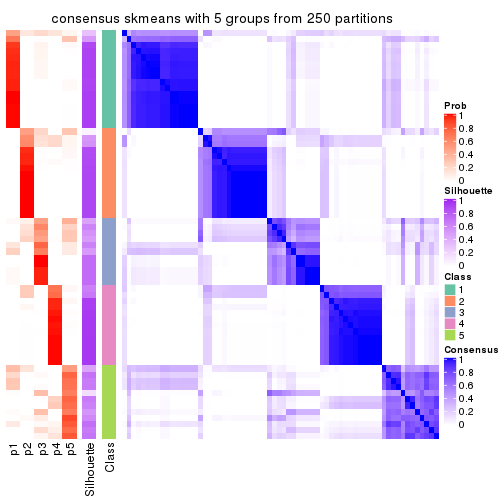 consensus skmeans with 5 groups from 250 partitions
Prob
1
0.8
0.6
0.4
0.2
0
Silhouette
1
0.8
0.6
0.4
0.2
0
Class
1
2
3
4
5
Consensus
1
0.8
0.6
0.4
0.2
0
p1
p2
p3
p4
p5
Silhouette
Class